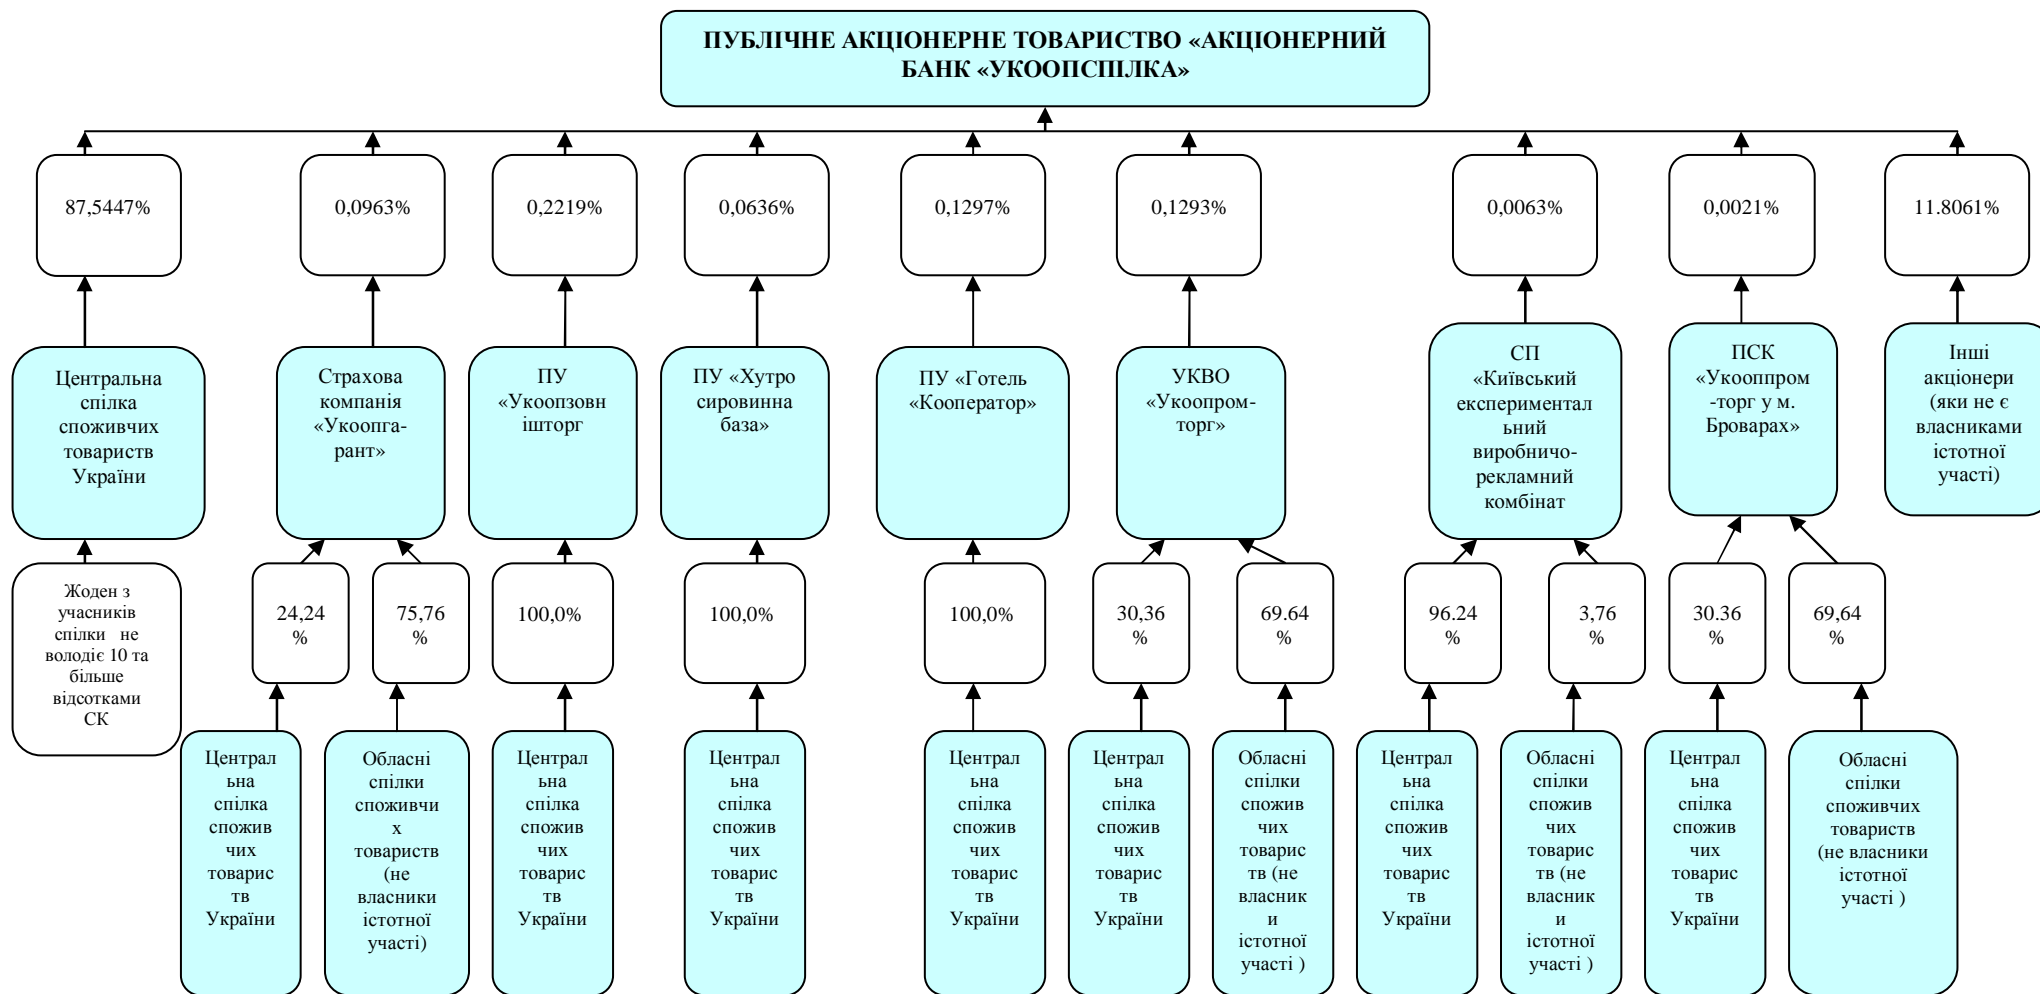 ПУБЛІЧНЕ АКЦІОНЕРНЕ ТОВАРИСТВО «АКЦІОНЕРНИЙ
БАНК «УКООПСПІЛКА»
87,5447%
0,0963%
0,2219%
0,0636%
0,1297%
0,1293%
0,0063%
0,0021%
11.8061%
Центральна
спілка
споживчих
товариств
України
Страхова
компанія
«Укоопга-
рант»
ПУ
«Укоопзовн
ішторг
ПУ «Хутро
сировинна
база»
ПУ «Готель
«Кооператор»
УКВО
«Укоопром-
торг»
СП
«Київський
експериментал
ьний
виробничо-
рекламний
комбінат
ПСК
«Укооппром
-торг у м.
Броварах»
Інші
акціонери
(яки не є
власниками
істотної
участі)
Жоден з
учасників
спілки не
володіє 10 та
більше
відсотками
СК
24,24
%
75,76
%
100,0%
100,0%
100,0%
30,36
%
69.64
%
96.24
%
3,76
%
30.36
%
69,64
%
Централ
ьна
спілка
спожив
чих
товарис
тв
України
Обласні
спілки
споживчи
х
товариств
(не
власники
істотної
участі)
Централ
ьна
спілка
спожив
чих
товарис
тв
України
Централ
ьна
спілка
спожив
чих
товарис
тв
України
Централ
ьна
спілка
спожив
чих
товарис
тв
України
Централ
ьна
спілка
спожив
чих
товарис
тв
України
Обласні
спілки
спожив
чих
товарис
тв (не
власник
и
істотної
участі )
Централ
ьна
спілка
спожив
чих
товарис
тв
України
Обласні
спілки
спожив
чих
товарис
тв (не
власник
и
істотної
участі )
Централ
ьна
спілка
спожив
чих
товарис
тв
України
Обласні
спілки
споживчих
товариств
(не власники
істотної
участі )